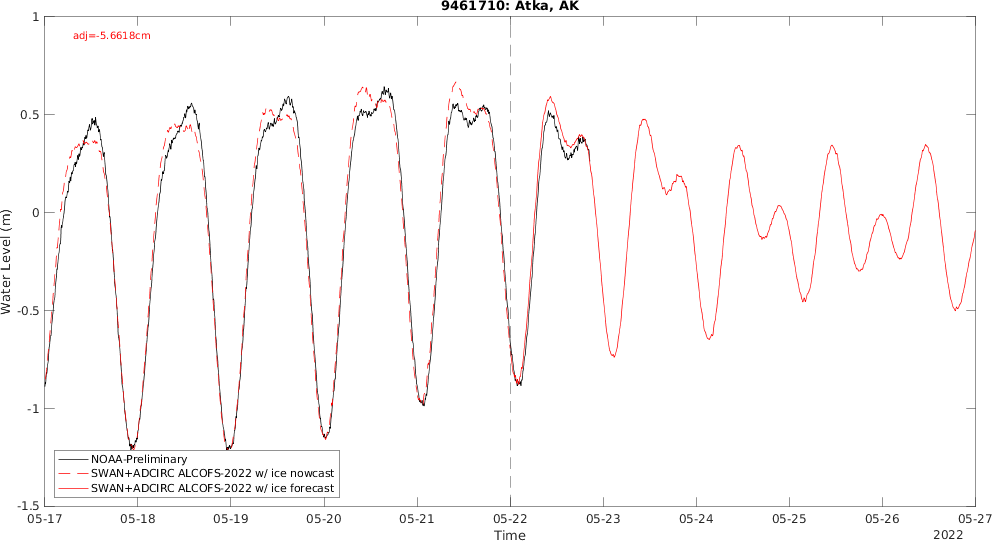 9461710: Atka, AK
adj=-5.6618cm
1
0.5
0
-0.5
-1
-1.5
Water Level (m)
NOAA-Preliminary
SWAN+ADCIRC ALCOFS-2022 w/ ice nowcast
SWAN+ADCIRC ALCOFS-2022 w/ ice forecast
05-17 05-18 05-19 05-20 05-21 05-22 05-23 05-24 05-25 05-26 05-27
Time
2022